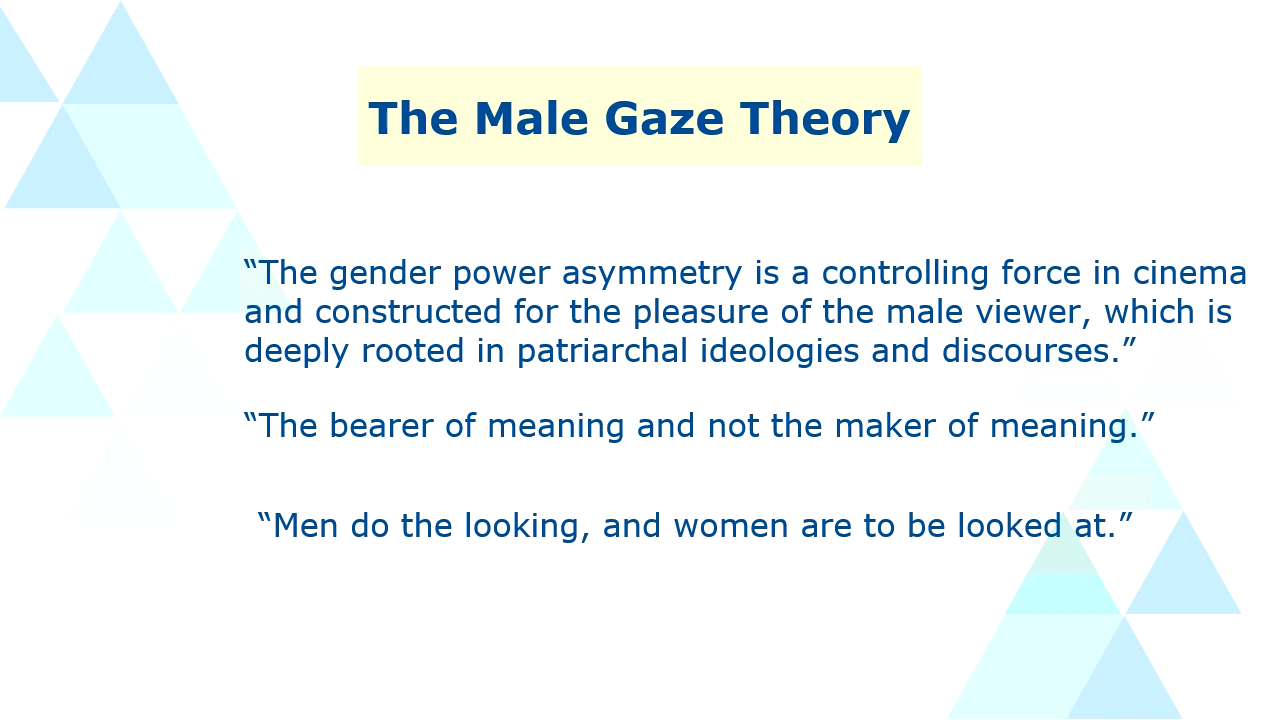 The Male Gaze Theory
“The gender power asymmetry is a controlling force in cinema
and constructed for the pleasure of the male viewer, which is
deeply rooted in patriarchal ideologies and discourses.”
“The bearer of meaning and not the maker of meaning.”
“Men do the looking, and women are to be looked at.”